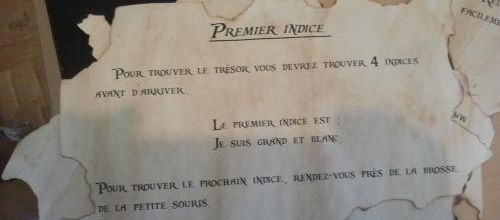 PREMIER INDICE
POUR TROUVER LE TRÉSOR VOUS DEVREZ TROUVER 4 INDICES
AVANT D'ARRIVER.
LE PREMIER INDICE EST :
JE SUIS GRAND ET BLANC.
POUR TROUVER LE PROCHAIN INDICE, RENDEZ-VOUS PRÈS DE LA BROSSE
DE LA PETITE SOURIS